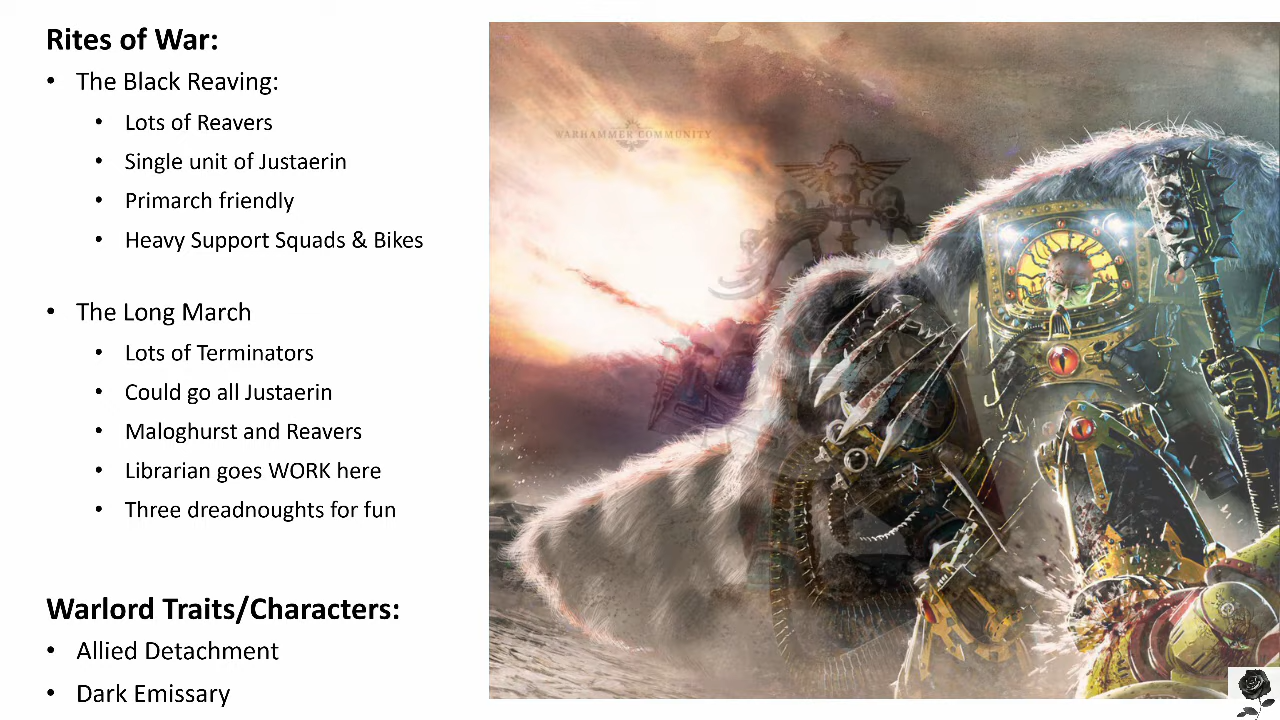 Rites of War:
• The Black Reaving:
• Lots of Reavers
• Single unit of Justaerin
• Primarch friendly
• Heavy Support Squads & Bikes
• The Long March
• Lots of Terminators
• Could go all Justaerin
• Maloghurst and Reavers
• Librarian goes WORK here
• Three dreadnoughts for fun
Warlord Traits/Characters:
• Allied Detachment
• Dark Emissary
WARHAMMER COMMUNITY